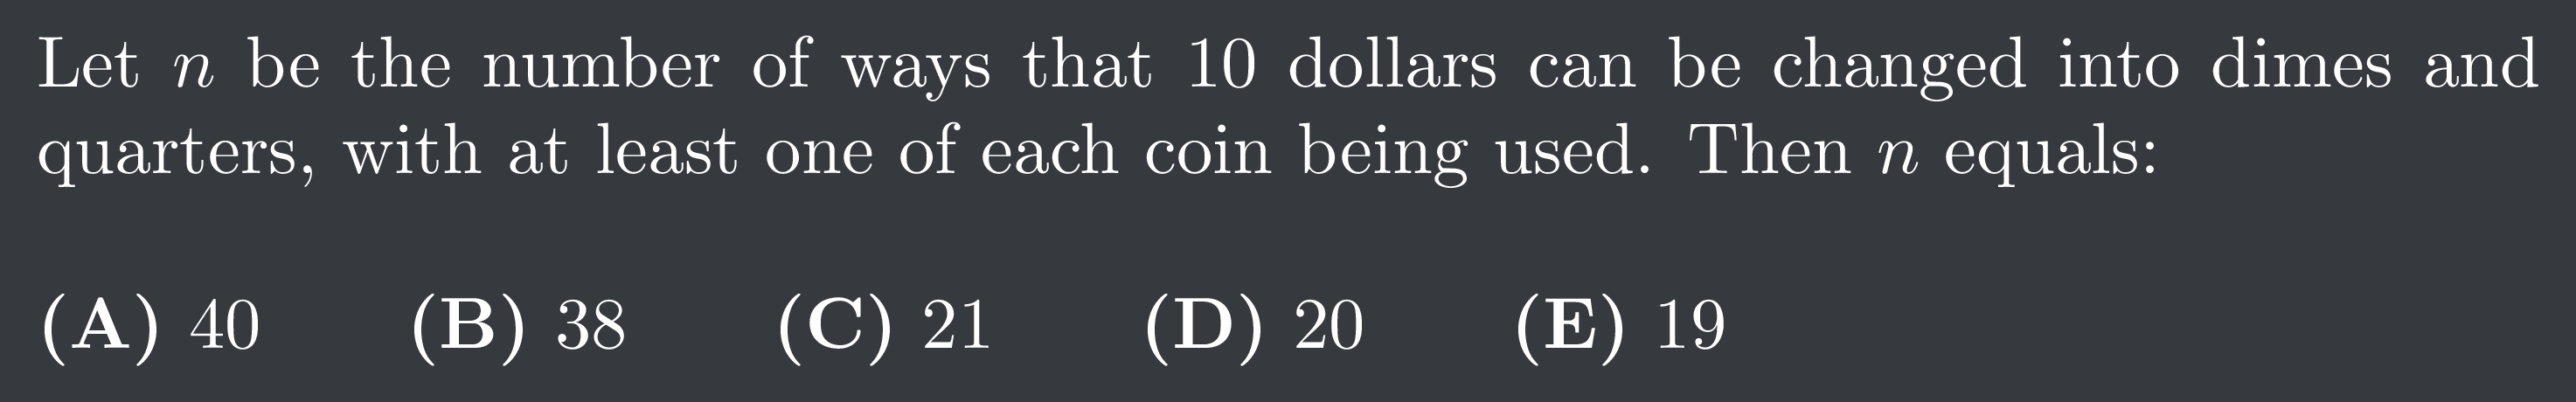 Let n be the number of ways that 10 dollars can be changed into dimes and
quarters, with at least one of each coin being used. Then n equals:
(A) 40 (B) 38 (C) 21 (D) 20 (E) 19